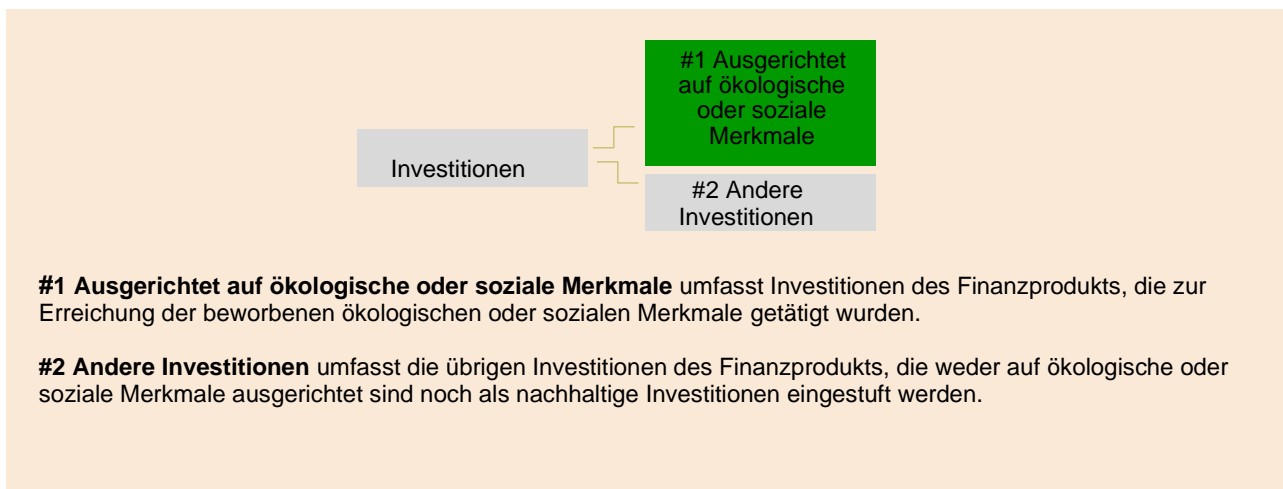 #1 Ausgerichtet
auf ökologische
oder soziale
Merkmale
Investitionen
#2 Andere
Investitionen
#1 Ausgerichtet auf ökologische oder soziale Merkmale umfasst Investitionen des Finanzprodukts, die zur
Erreichung der beworbenen ökologischen oder sozialen Merkmale getätigt wurden.
#2 Andere Investitionen umfasst die übrigen Investitionen des Finanzprodukts, die weder auf ökologische oder
soziale Merkmale ausgerichtet sind noch als nachhaltige Investitionen eingestuft werden.